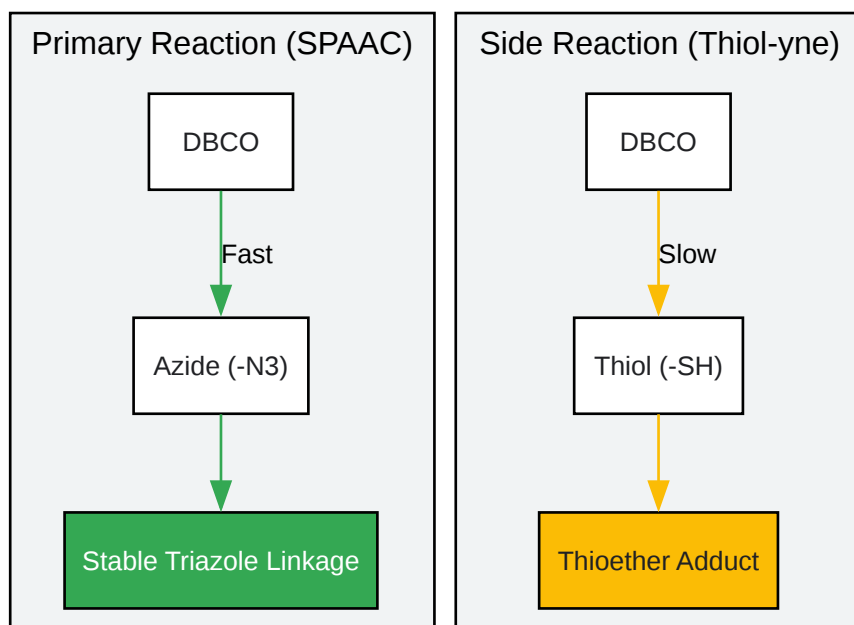 Primary Reaction (SPAAC)
DBCO
Fast
Azide (-N3)
Stable Triazole Linkage
Side Reaction (Thiol-yne)
DBCO
Slow
Thiol (-SH)
Thioether Adduct